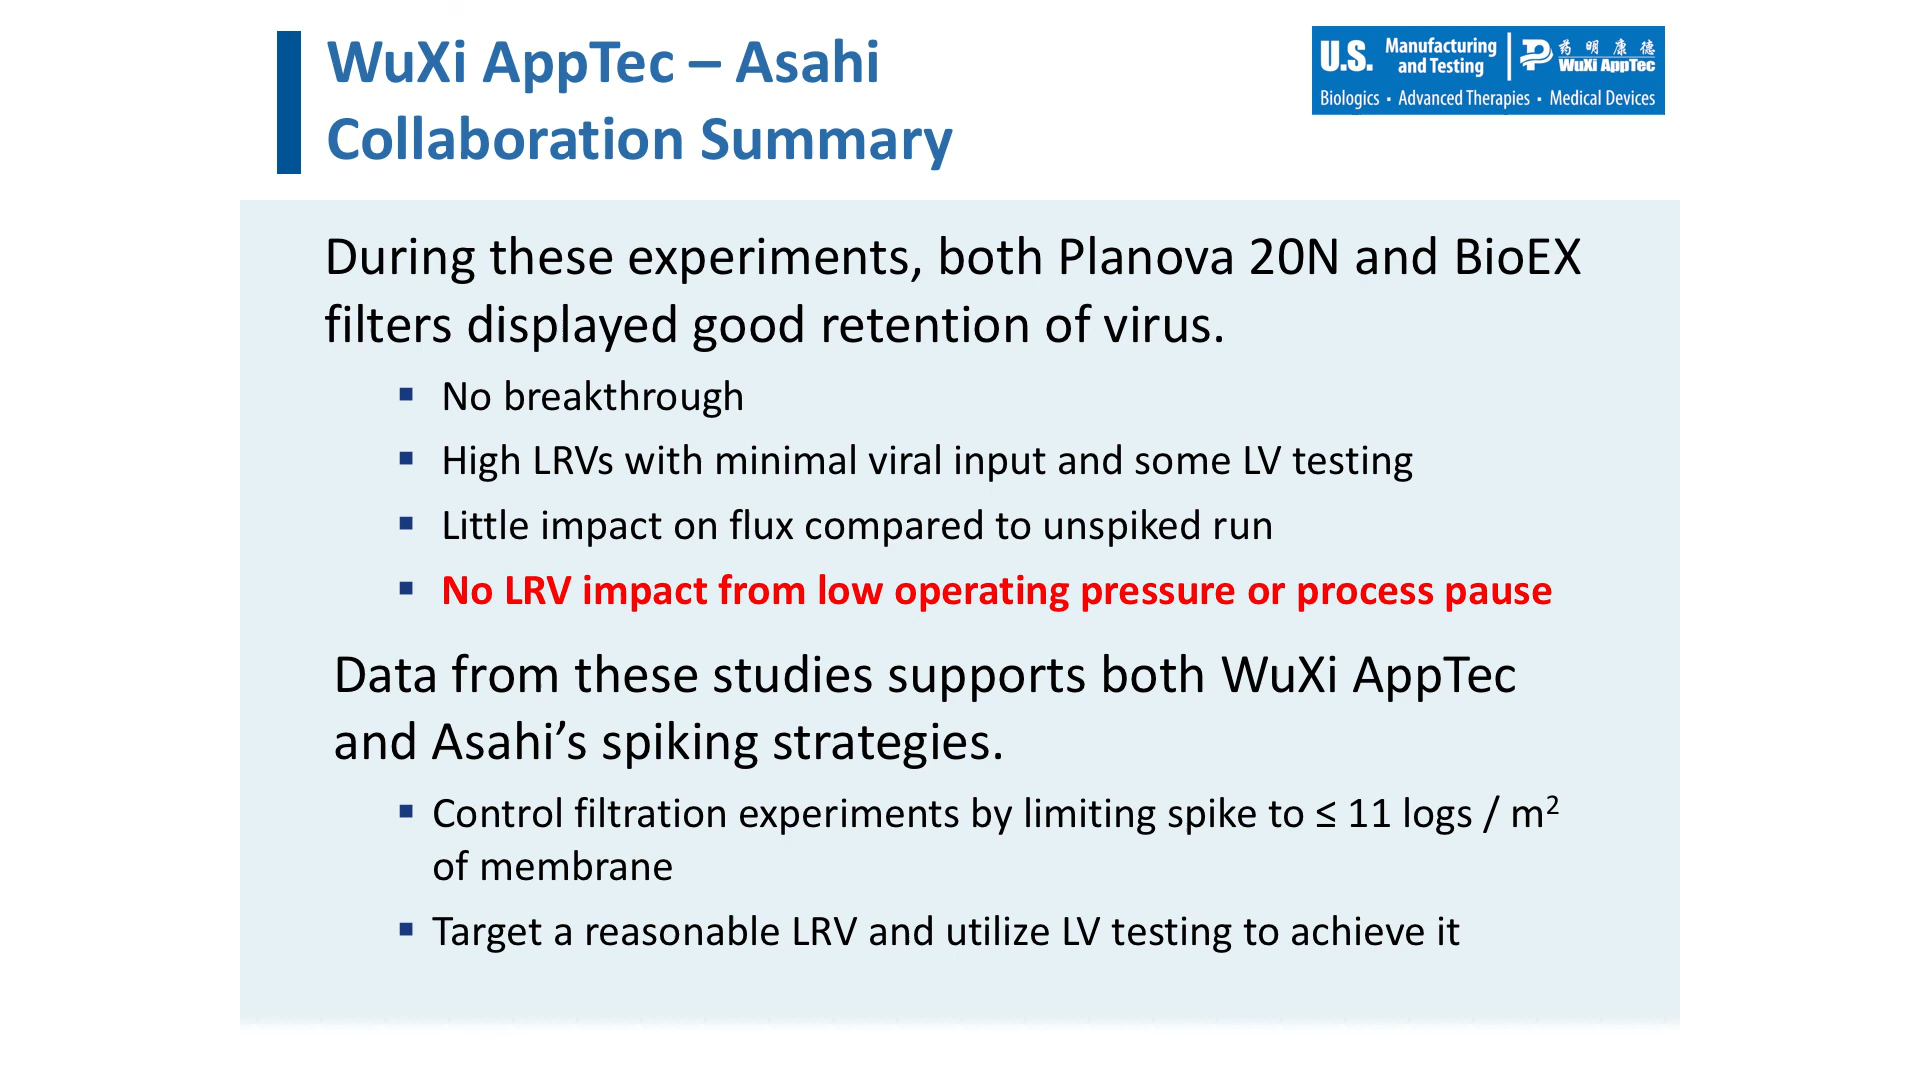 WuXi AppTec – Asahi
Collaboration Summary
U.S. Manufacturing and Testing
药明康德
WuXi AppTec
Biologics ▪ Advanced Therapies ▪ Medical Devices
During these experiments, both Planova 20N and BioEX
filters displayed good retention of virus.
▪ No breakthrough
▪ High LRVs with minimal viral input and some LV testing
▪ Little impact on flux compared to unspiked run
▪ No LRV impact from low operating pressure or process pause
Data from these studies supports both WuXi AppTec
and Asahi’s spiking strategies.
▪ Control filtration experiments by limiting spike to ≤ 11 logs / m²
of membrane
▪ Target a reasonable LRV and utilize LV testing to achieve it